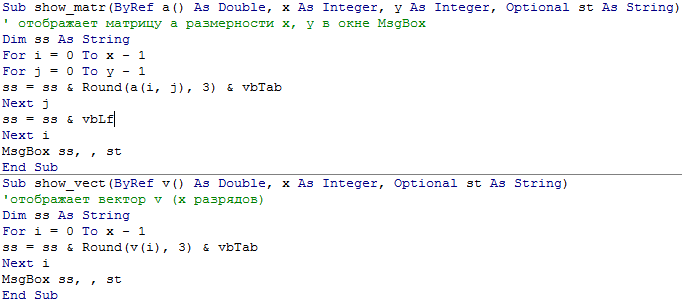 Sub show_matr(ByRef a() As Double, x As Integer, y As Integer, Optional st As String)
' отображает матрицу a размерности x, y в окне MsgBox
Dim ss As String
For i = 0 To x - 1
For j = 0 To y - 1
ss = ss & Round(a(i, j), 3) & vbTab
Next j
ss = ss & vbLf
Next i
MsgBox ss, , st
End Sub
Sub show_vect(ByRef v() As Double, x As Integer, Optional st As String)
'отображает вектор v (x разрядов)
Dim ss As String
For i = 0 To x - 1
ss = ss & Round(v(i), 3) & vbTab
Next i
MsgBox ss, , st
End Sub